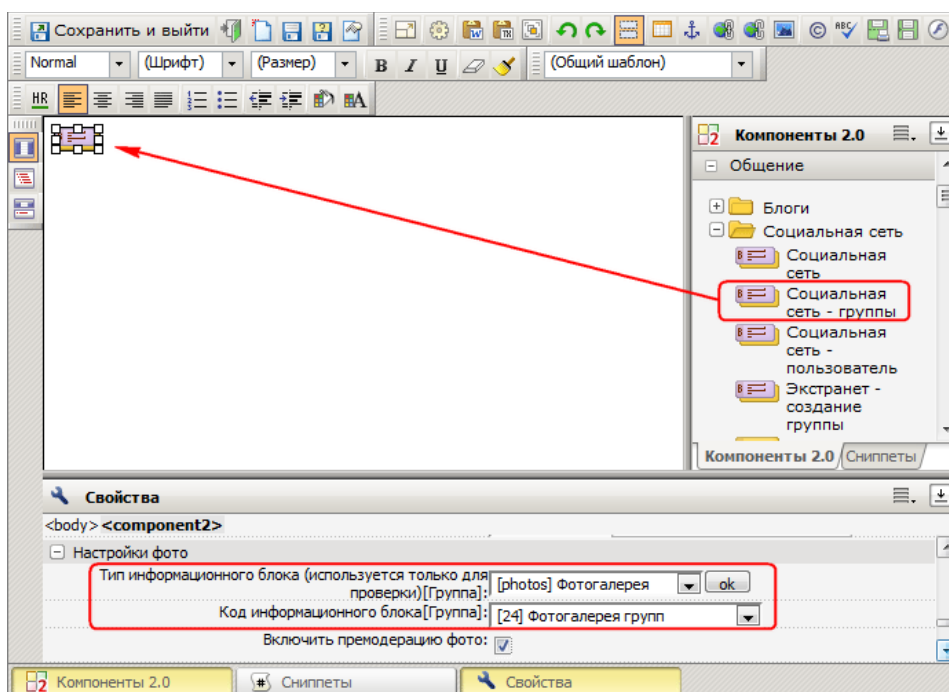 Сохранить и выйти
ABC
Normal
(Шрифт)
(Размер)
B I U
(Общий шаблон)
HR
Компоненты 2.0
Общение
Блоги
Социальная сеть
Социальная
сеть
Социальная
сеть - группы
Социальная
сеть -
пользователь
Экстранет -
создание
группы
Компоненты 2.0
Сниппеты
Свойства
<body> <component2>
Настройки фото
Тип информационного блока (используется только для
проверки)[Группа]:
[photos] Фотогалерея
ok
Код информационного блока[Группа]:
[24] Фотогалерея групп
Включить премодерацию фото:
Компоненты 2.0
Сниппеты
Свойства